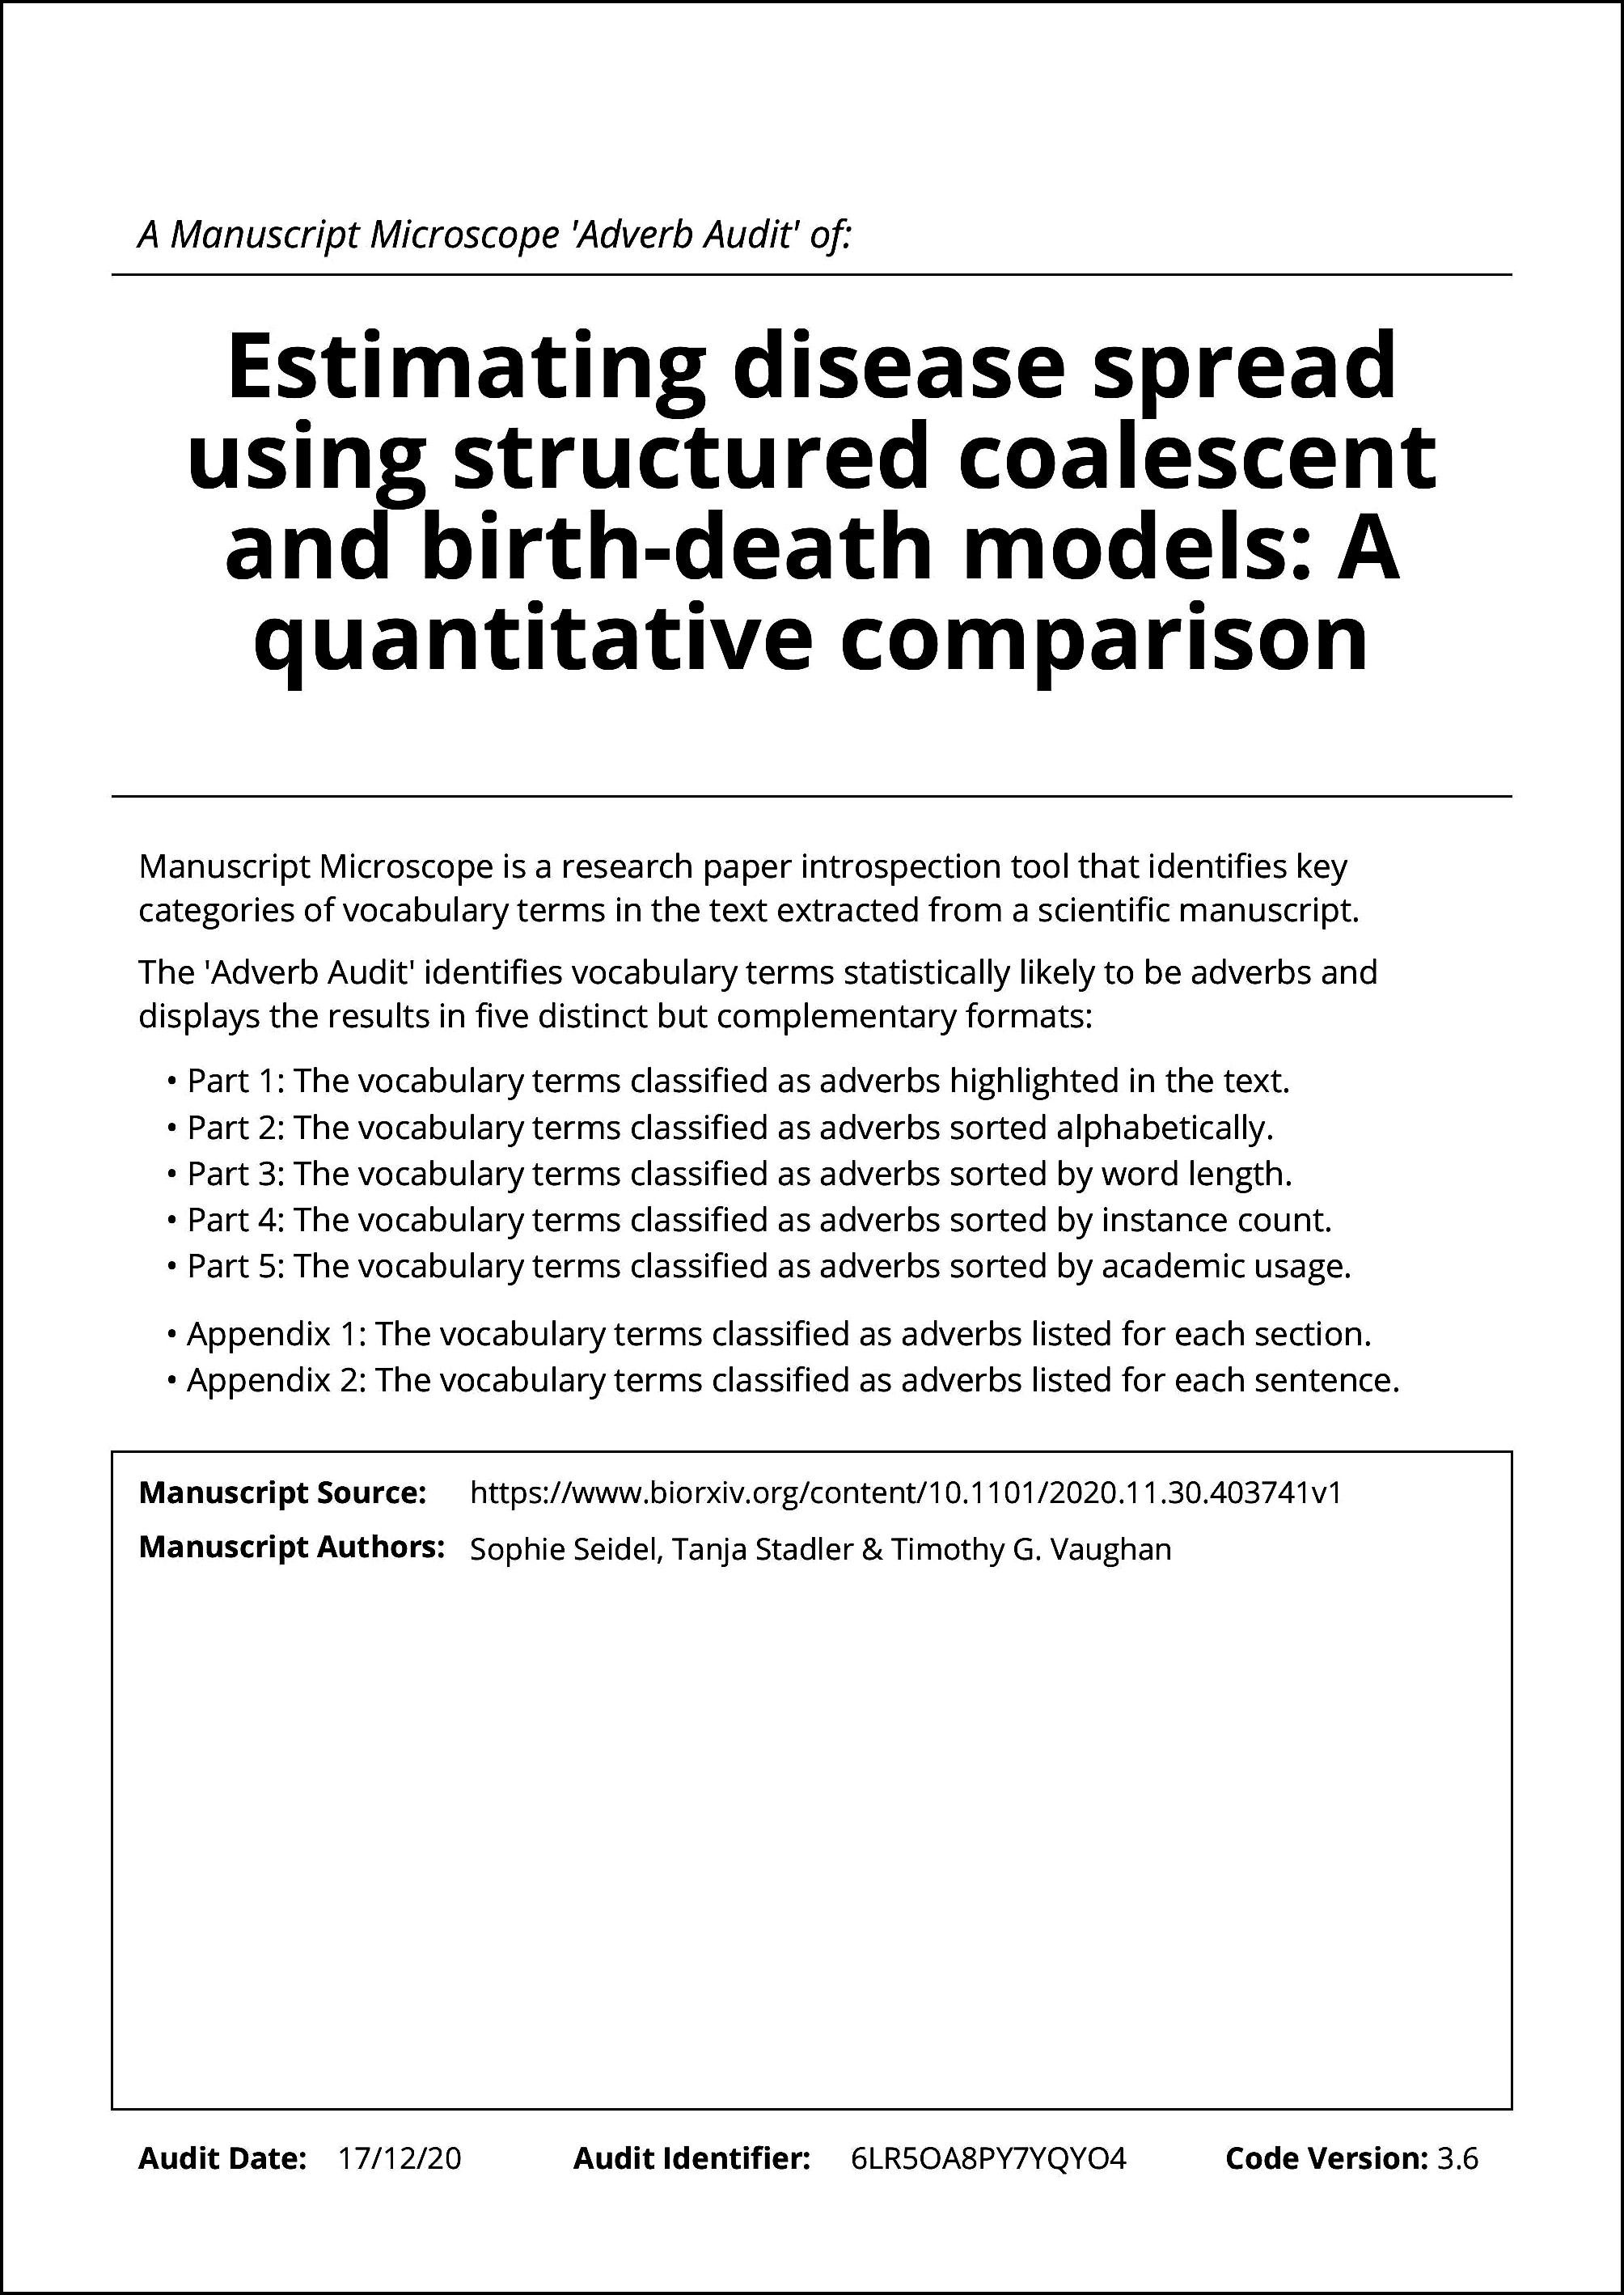 A Manuscript Microscope 'Adverb Audit' of:
Estimating disease spread
using structured coalescent
and birth-death models: A
quantitative comparison
Manuscript Microscope is a research paper introspection tool that identifies key
categories of vocabulary terms in the text extracted from a scientific manuscript.
The 'Adverb Audit' identifies vocabulary terms statistically likely to be adverbs and
displays the results in five distinct but complementary formats:
• Part 1: The vocabulary terms classified as adverbs highlighted in the text.
• Part 2: The vocabulary terms classified as adverbs sorted alphabetically.
• Part 3: The vocabulary terms classified as adverbs sorted by word length.
• Part 4: The vocabulary terms classified as adverbs sorted by instance count.
• Part 5: The vocabulary terms classified as adverbs sorted by academic usage.
• Appendix 1: The vocabulary terms classified as adverbs listed for each section.
• Appendix 2: The vocabulary terms classified as adverbs listed for each sentence.
Manuscript Source: https://www.biorxiv.org/content/10.1101/2020.11.30.403741v1
Manuscript Authors: Sophie Seidel, Tanja Stadler & Timothy G. Vaughan
Audit Date: 17/12/20 Audit Identifier: 6LR5OA8PY7YQYO4 Code Version: 3.6